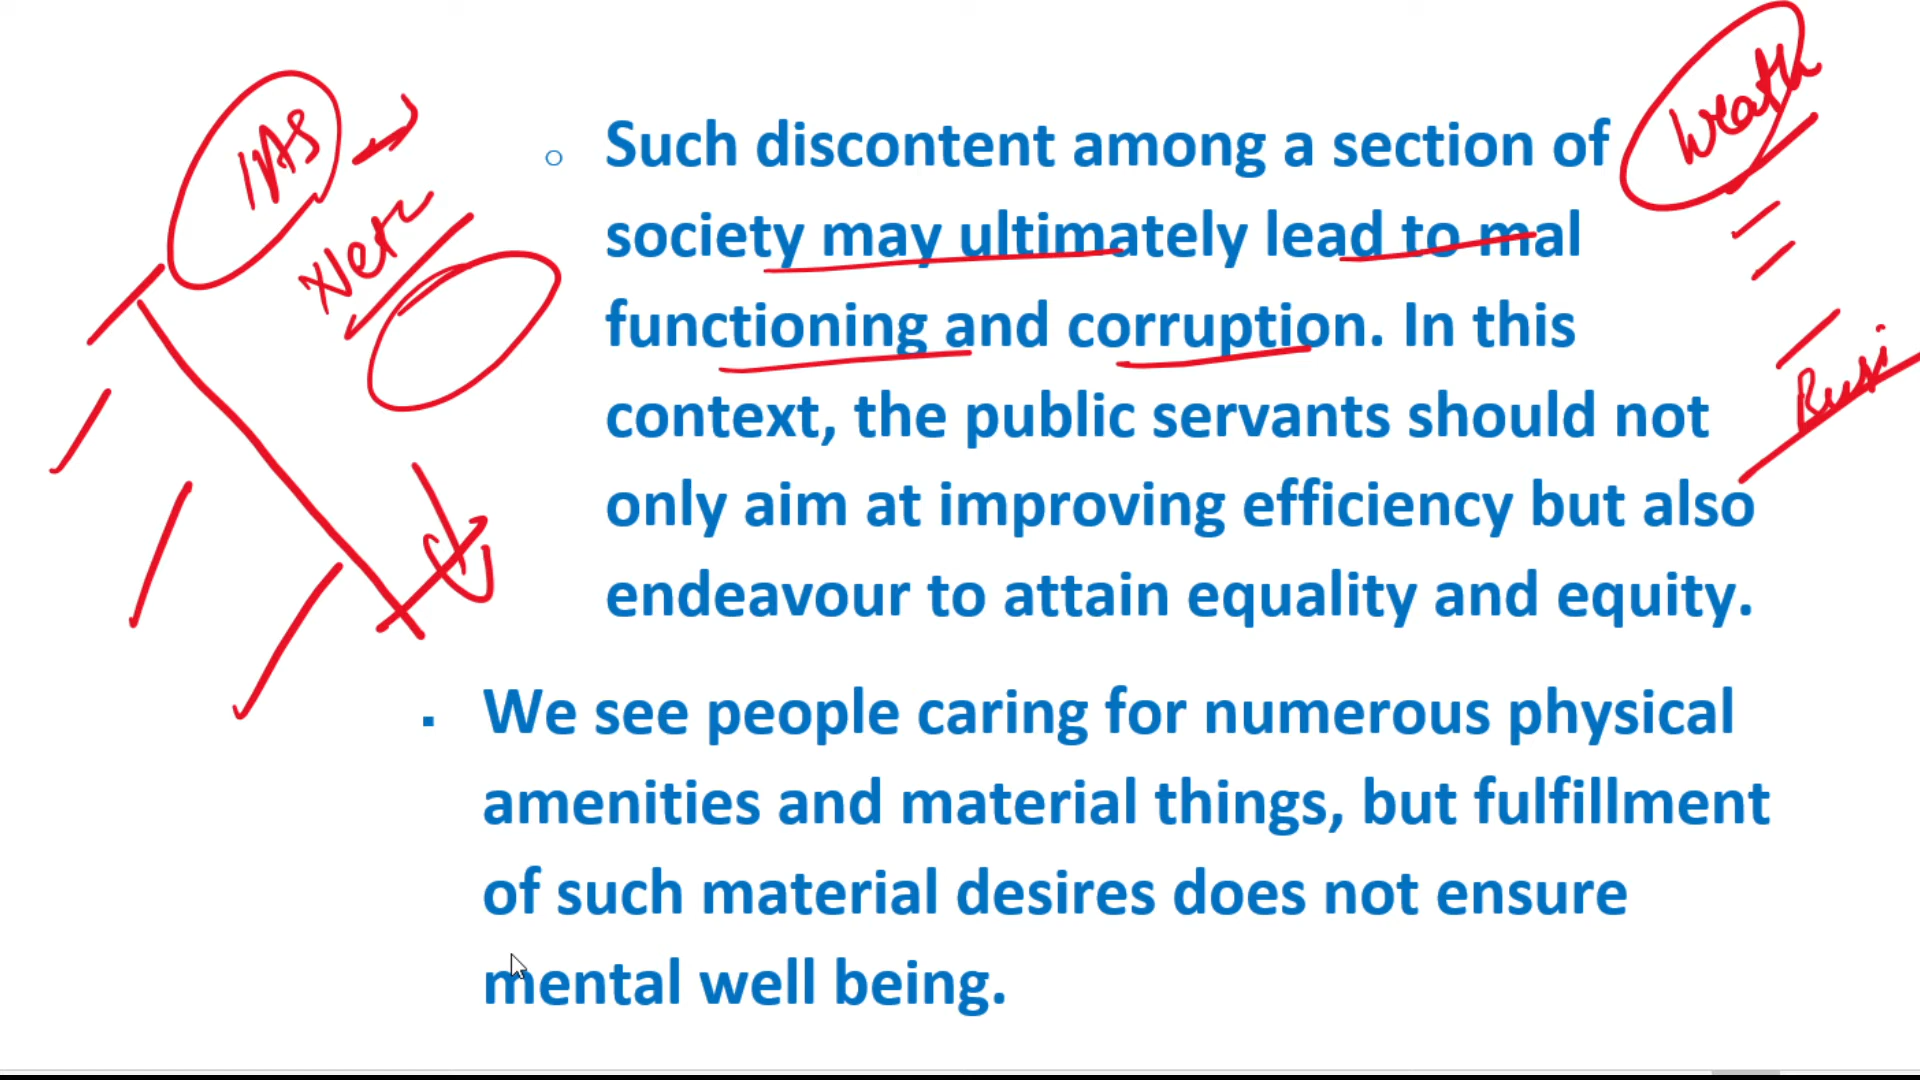 IAS
Such discontent among a section of
society may ultimately lead to mal
functioning and corruption. In this
context, the public servants should not
only aim at improving efficiency but also
endeavour to attain equality and equity.
We see people caring for numerous physical
amenities and material things, but fulfillment
of such material desires does not ensure
mental well being.
Busi